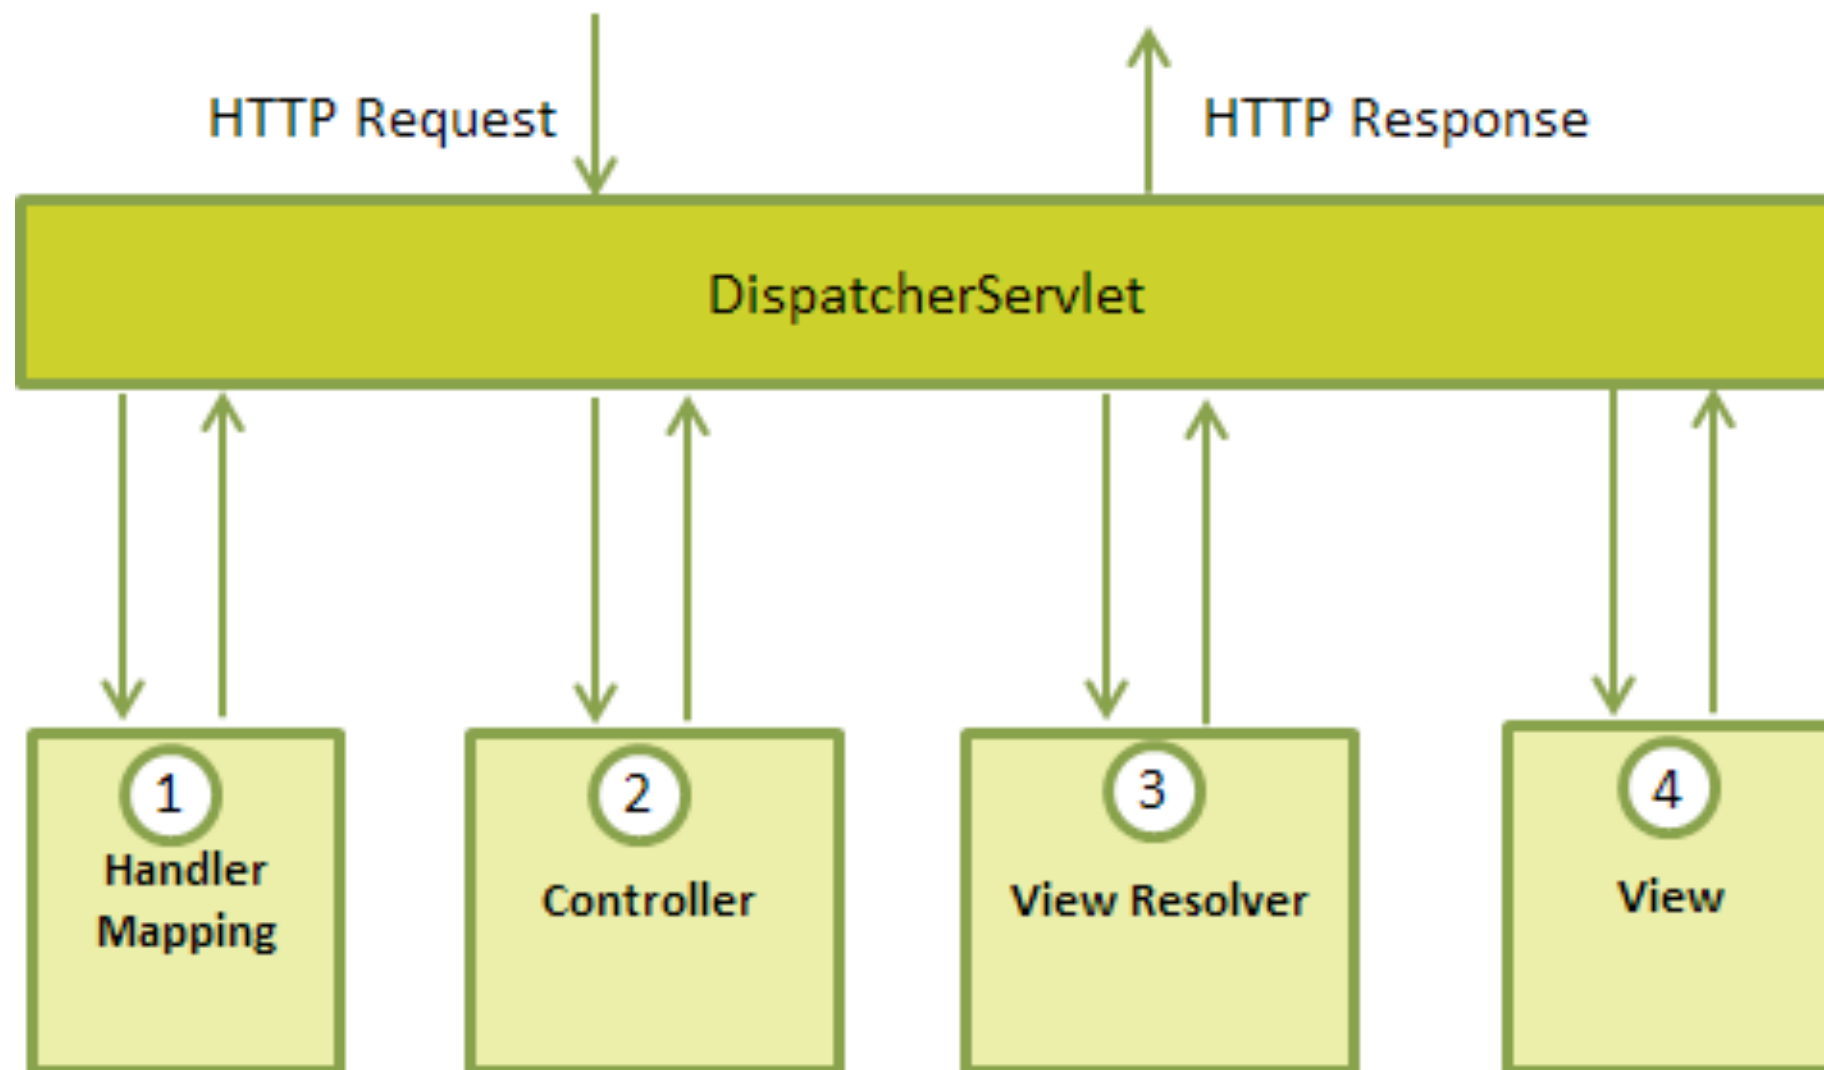 HTTP Request
HTTP Response
DispatcherServlet
1
Handler
Mapping
2
Controller
3
View Resolver
4
View